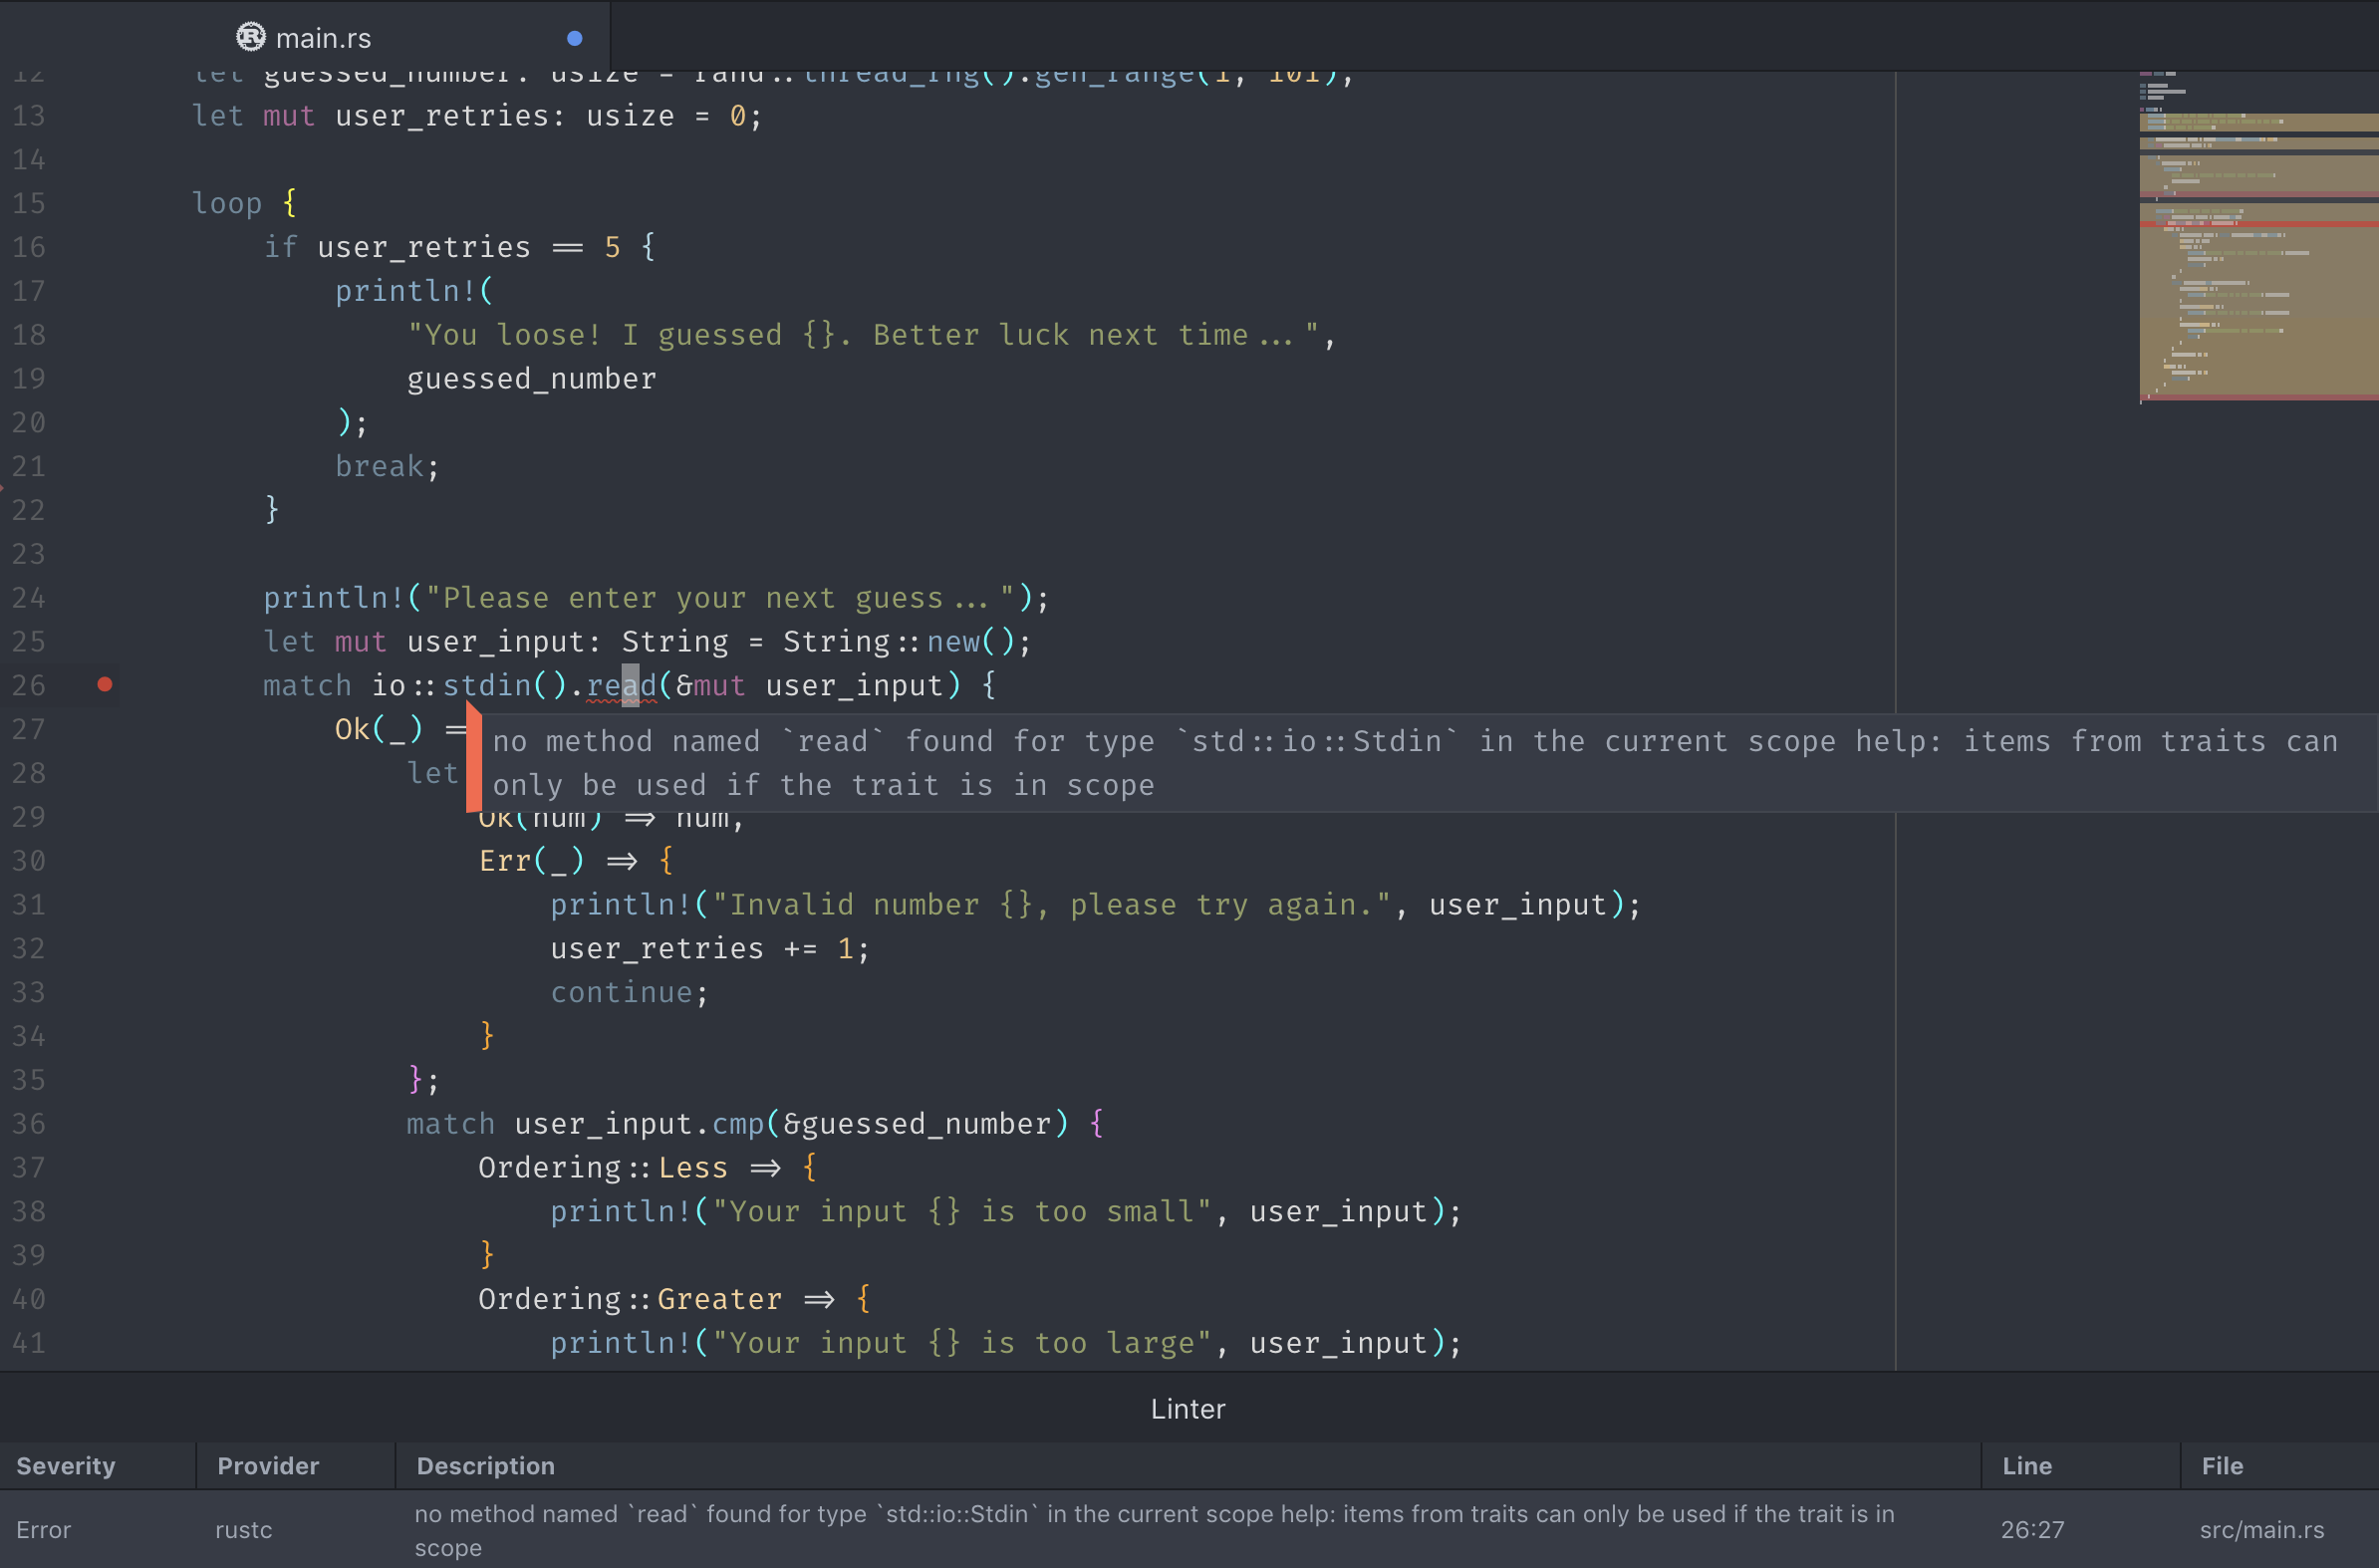 main.rs
12 let guessed_number: usize = rand::thread_rng().gen_range(1, 101);
13 let mut user_retries: usize = 0;
14
15 loop {
16 if user_retries == 5 {
17 println!(
18 "You loose! I guessed {}. Better luck next time...",
19 guessed_number
20 );
21 break;
22 }
23
24 println!("Please enter your next guess...");
25 let mut user_input: String = String::new();
26 match io::stdin().read(&mut user_input) {
27 Ok(_) =
no method named `read` found for type `std::io::Stdin` in the current scope help: items from traits can
28 let
only be used if the trait is in scope
29 Ok(num) => num,
30 Err(_) => {
31 println!("Invalid number {}, please try again.", user_input);
32 user_retries += 1;
33 continue;
34 }
35 };
36 match user_input.cmp(&guessed_number) {
37 Ordering::Less => {
38 println!("Your input {} is too small", user_input);
39 }
40 Ordering::Greater => {
41 println!("Your input {} is too large", user_input);
Linter
Severity Provider Description Line File
Error rustc no method named `read` found for type `std::io::Stdin` in the current scope help: items from traits can only be used if the trait is in 26:27 src/main.rs
scope